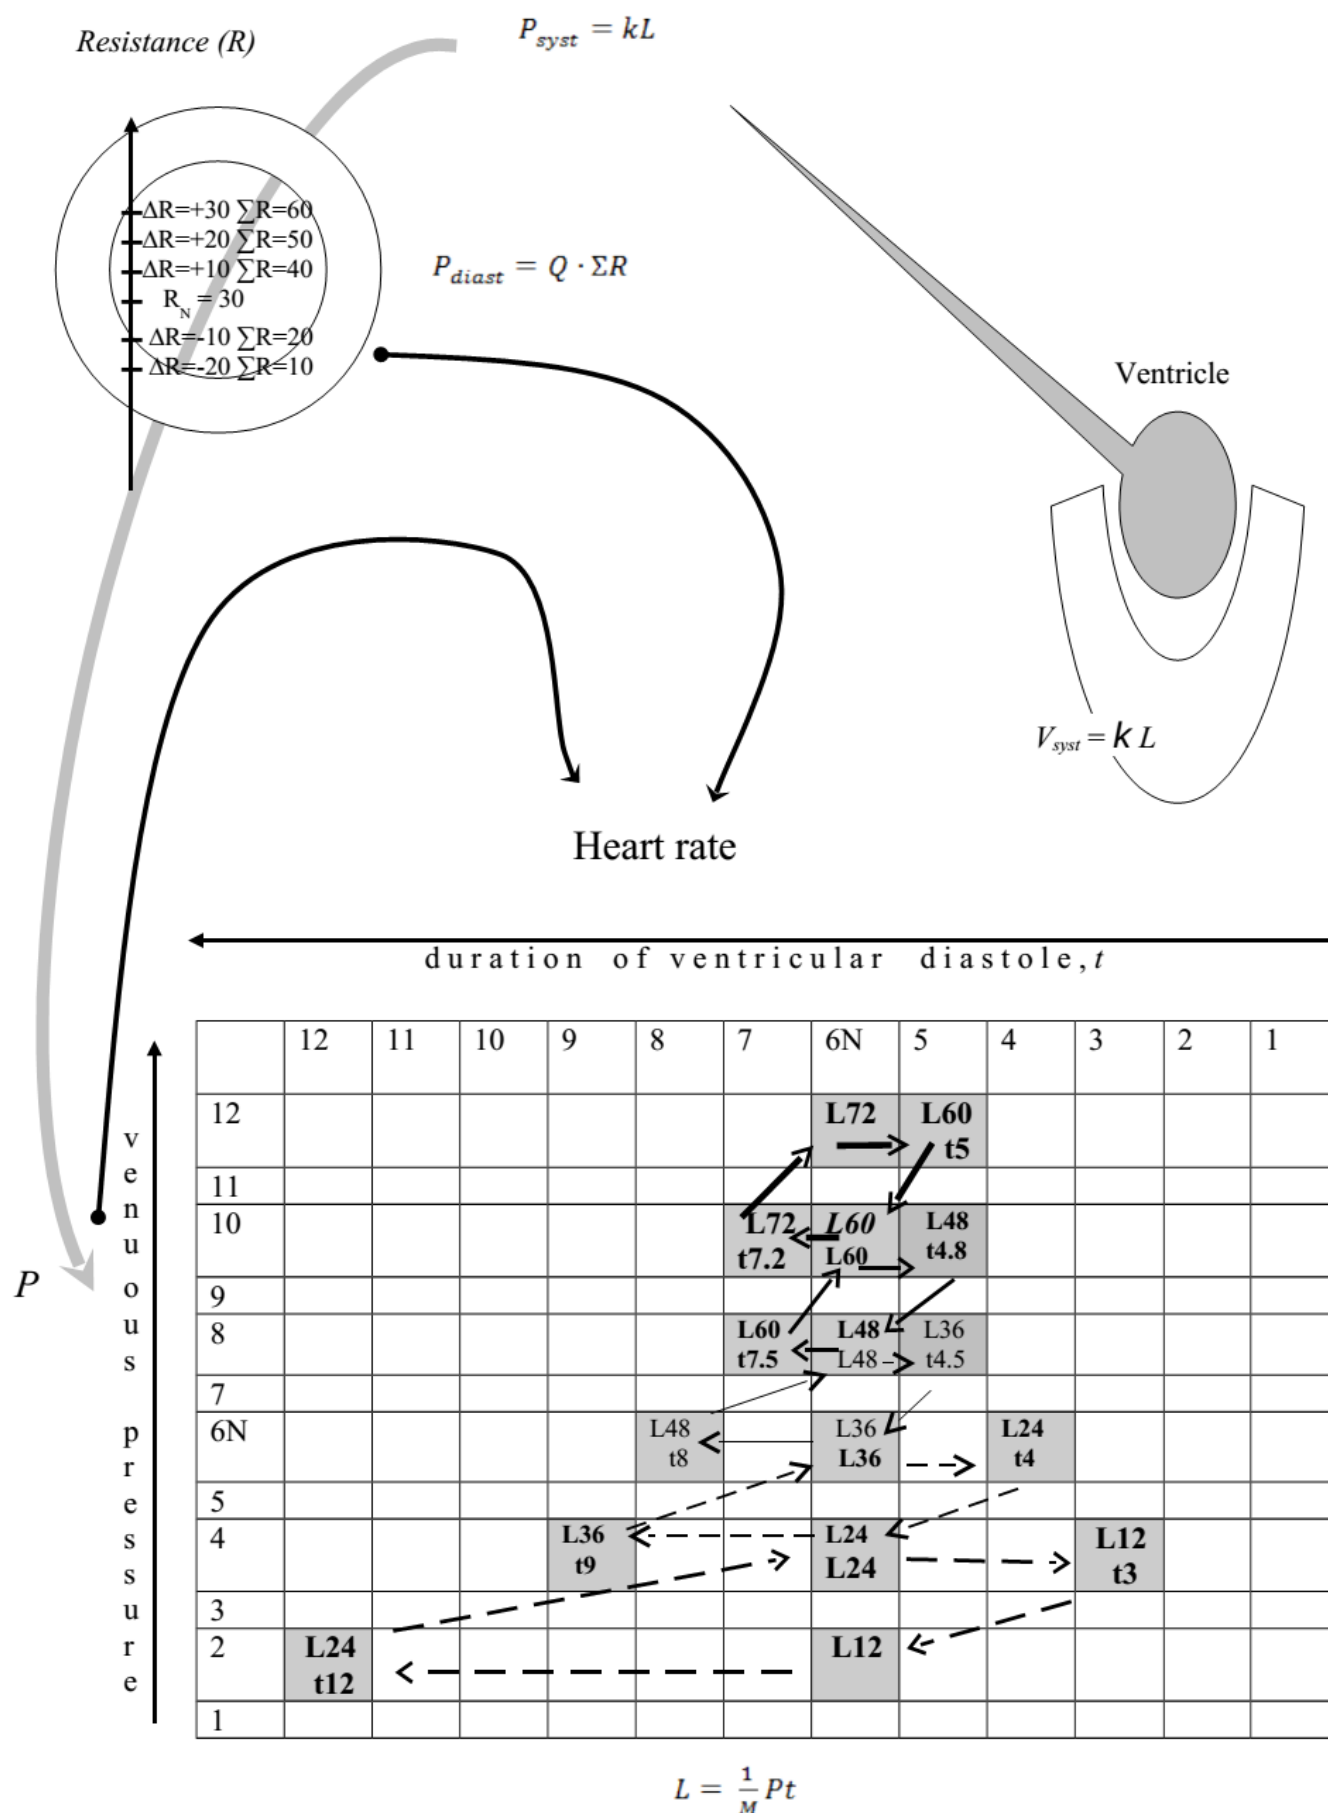 Resistance (R)
P_syst = kL
ΔR=+30 ∑R=60
ΔR=+20 ∑R=50
ΔR=+10 ∑R=40
R_N = 30
ΔR=-10 ∑R=20
ΔR=-20 ∑R=10
P_diast = Q · ΣR
Ventricle
V_syst = k L
Heart rate
duration of ventricular diastole, t
12 11 10 9 8 7 6N 5 4 3 2 1
venous pressure
P
12 L72 L60
t5
11
10 L72 L60 L48
t7.2 L60 t4.8
9
8 L60 L48 L36
t7.5 L48 t4.5
7
6N L48 L36 L24
t8 L36 t4
5
4 L36 L24 L12
t9 L24 t3
3
2 L24 L12
t12
1
L = 1/M Pt